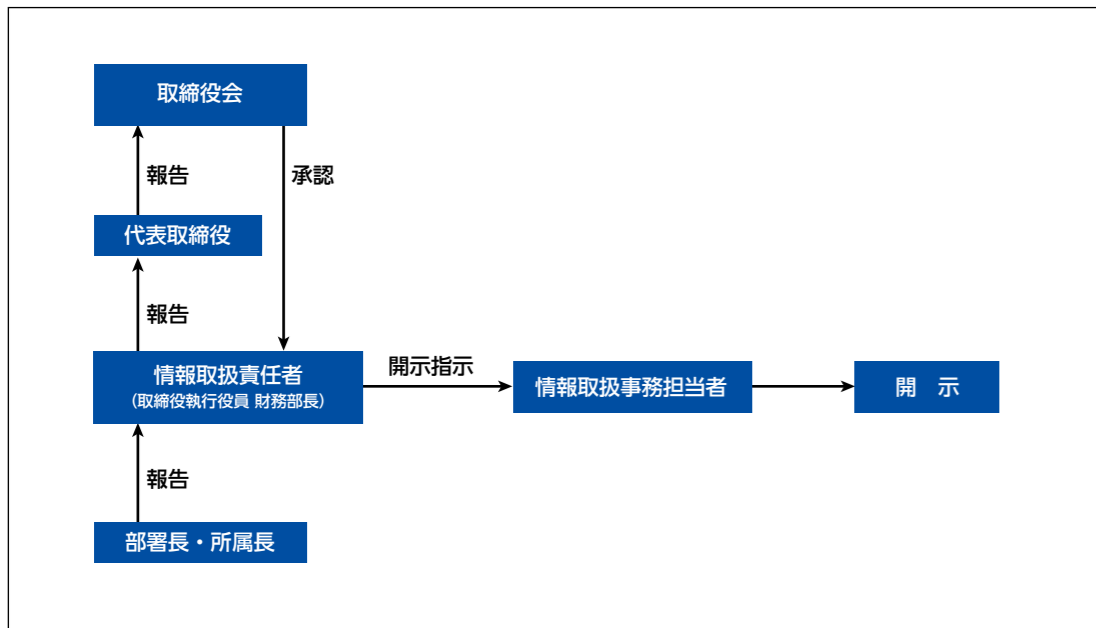 取締役会
報告
承認
代表取締役
報告
情報取扱責任者
(取締役執行役員 財務部長)
開示指示
情報取扱事務担当者
開　示
報告
部署長・所属長